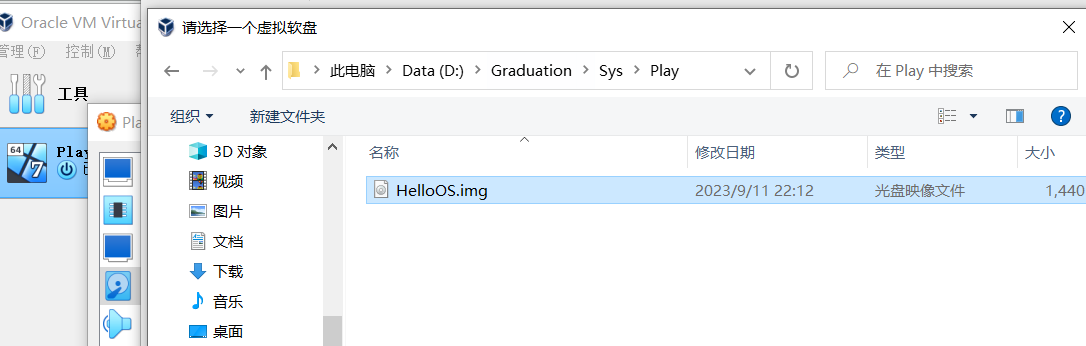 Oracle VM Virtua
请选择一个虚拟软盘
管理(F) 控制(M)
此电脑 Data (D:) Graduation Sys Play
在 Play 中搜索
工具
组织 新建文件夹
Pla
名称 修改日期 类型 大小
64
7
Play
3D 对象
视频
HelloOS.img 2023/9/11 22:12 光盘映像文件 1,440
图片
文档
下载
音乐
桌面